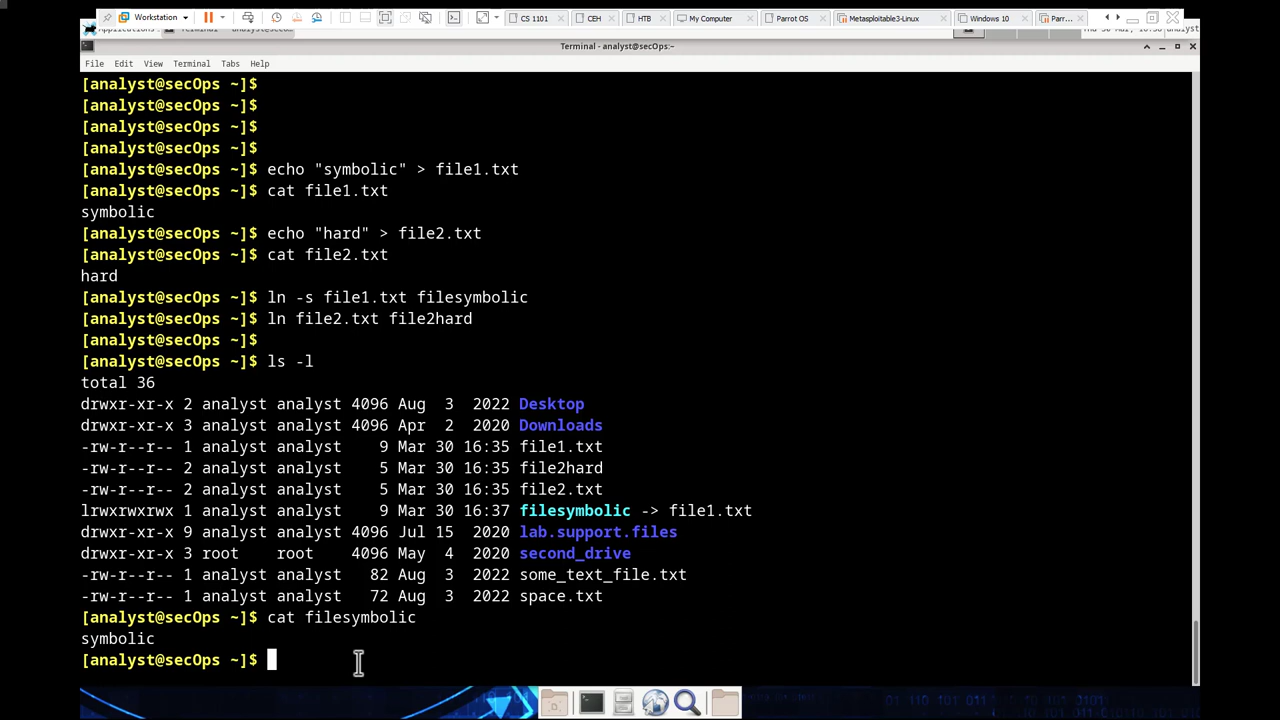 Workstation
CS 1101 CEH HTB My Computer Parrot OS Metasploitable3-Linux Windows 10 Parr...
Terminal - analyst@secOps:~
File Edit View Terminal Tabs Help
[analyst@secOps ~]$
[analyst@secOps ~]$
[analyst@secOps ~]$
[analyst@secOps ~]$
[analyst@secOps ~]$ echo "symbolic" > file1.txt
[analyst@secOps ~]$ cat file1.txt
symbolic
[analyst@secOps ~]$ echo "hard" > file2.txt
[analyst@secOps ~]$ cat file2.txt
hard
[analyst@secOps ~]$ ln -s file1.txt filesymbolic
[analyst@secOps ~]$ ln file2.txt file2hard
[analyst@secOps ~]$
[analyst@secOps ~]$ ls -l
total 36
drwxr-xr-x 2 analyst analyst 4096 Aug  3  2022 Desktop
drwxr-xr-x 3 analyst analyst 4096 Apr  2  2020 Downloads
-rw-r--r-- 1 analyst analyst    9 Mar 30 16:35 file1.txt
-rw-r--r-- 2 analyst analyst    5 Mar 30 16:35 file2hard
-rw-r--r-- 2 analyst analyst    5 Mar 30 16:35 file2.txt
lrwxrwxrwx 1 analyst analyst    9 Mar 30 16:37 filesymbolic -> file1.txt
drwxr-xr-x 9 analyst analyst 4096 Jul 15  2020 lab.support.files
drwxr-xr-x 3 root    root    4096 May  4  2020 second_drive
-rw-r--r-- 1 analyst analyst   82 Aug  3  2022 some_text_file.txt
-rw-r--r-- 1 analyst analyst   72 Aug  3  2022 space.txt
[analyst@secOps ~]$ cat filesymbolic
symbolic
[analyst@secOps ~]$